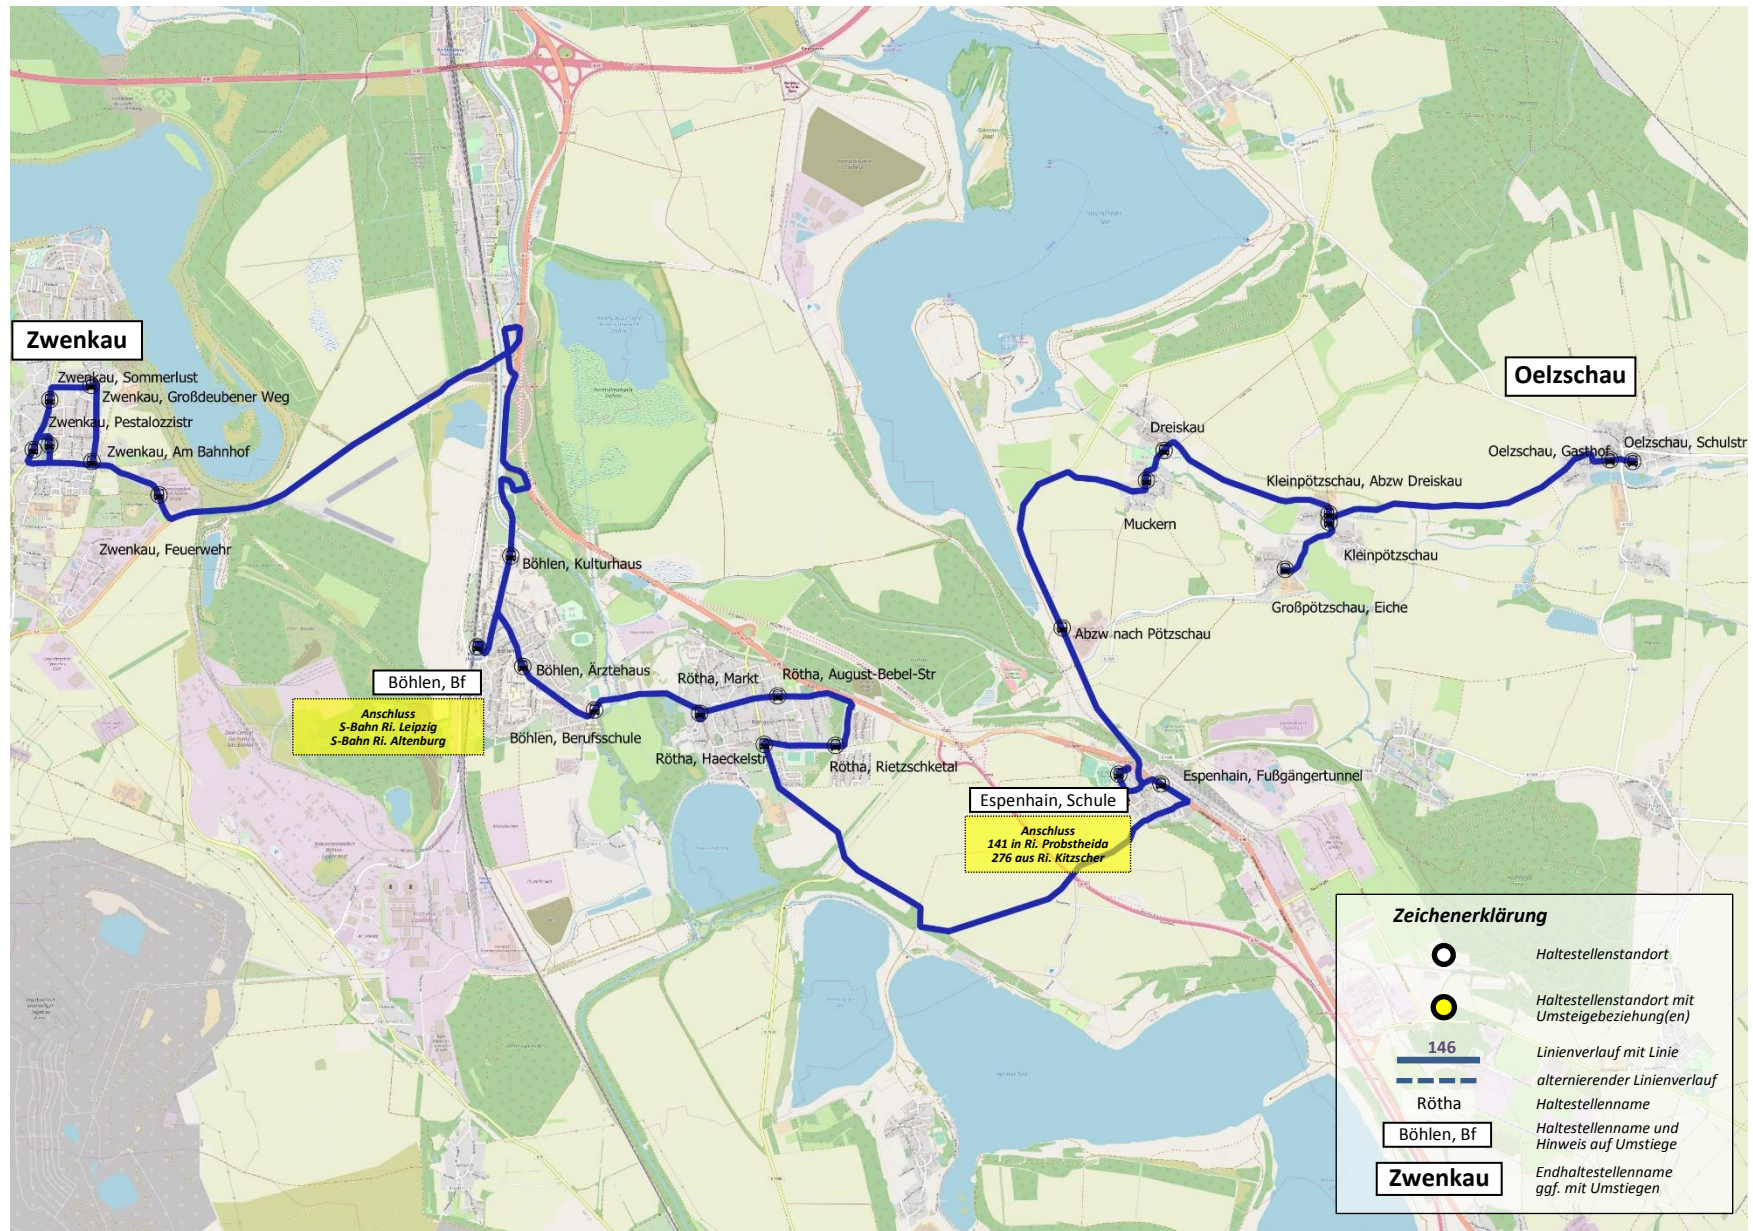 Zwenkau
Zwenkau, Sommerlust
Zwenkau, Großdeubener Weg
Zwenkau, Pestalozzistr
Zwenkau, Am Bahnhof
Zwenkau, Feuerwehr
Böhlen, Kulturhaus
Böhlen, Bf
Anschluss
S-Bahn Ri. Leipzig
S-Bahn Ri. Altenburg
Böhlen, Ärztehaus
Böhlen, Berufsschule
Rötha, Markt
Rötha, August-Bebel-Str
Rötha, Haeckelstr
Rötha, Rietzschketal
Espenhain, Schule
Anschluss
141 in Ri. Probstheida
276 aus Ri. Kitzscher
Espenhain, Fußgängertunnel
Abzw nach Pötzschau
Muckern
Dreiskau
Kleinpötzschau, Abzw Dreiskau
Kleinpötzschau
Großpötzschau, Eiche
Oelzschau
Oelzschau, Gasthof
Oelzschau, Schulstr
Zeichenerklärung
Haltestellenstandort
Haltestellenstandort mit
Umsteigebeziehung(en)
146
Linienverlauf mit Linie
alternierender Linienverlauf
Rötha
Haltestellenname
Böhlen, Bf
Haltestellenname und
Hinweis auf Umstiege
Zwenkau
Endhaltestellenname
ggf. mit Umstiegen